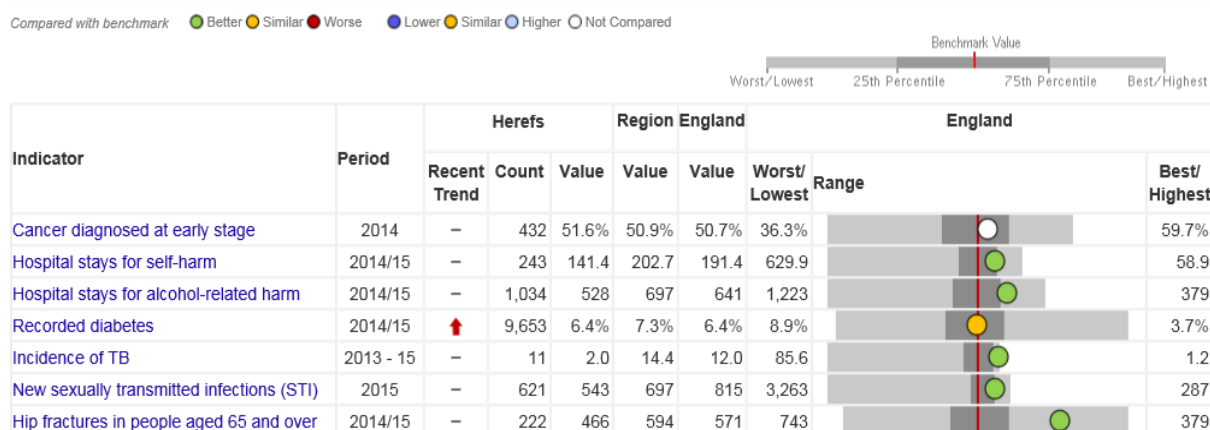 Compared with benchmark Better Similar Worse Lower Similar Higher Not Compared
Benchmark Value
Worst/Lowest 25th Percentile 75th Percentile Best/Highest
Herefs Region England England
Indicator Period Recent Trend Count Value Value Value Worst/ Lowest Range Best/ Highest
Cancer diagnosed at early stage 2014 – 432 51.6% 50.9% 50.7% 36.3% 59.7%
Hospital stays for self-harm 2014/15 – 243 141.4 202.7 191.4 629.9 58.9
Hospital stays for alcohol-related harm 2014/15 – 1,034 528 697 641 1,223 379
Recorded diabetes 2014/15 9,653 6.4% 7.3% 6.4% 8.9% 3.7%
Incidence of TB 2013 - 15 – 11 2.0 14.4 12.0 85.6 1.2
New sexually transmitted infections (STI) 2015 – 621 543 697 815 3,263 287
Hip fractures in people aged 65 and over 2014/15 – 222 466 594 571 743 379